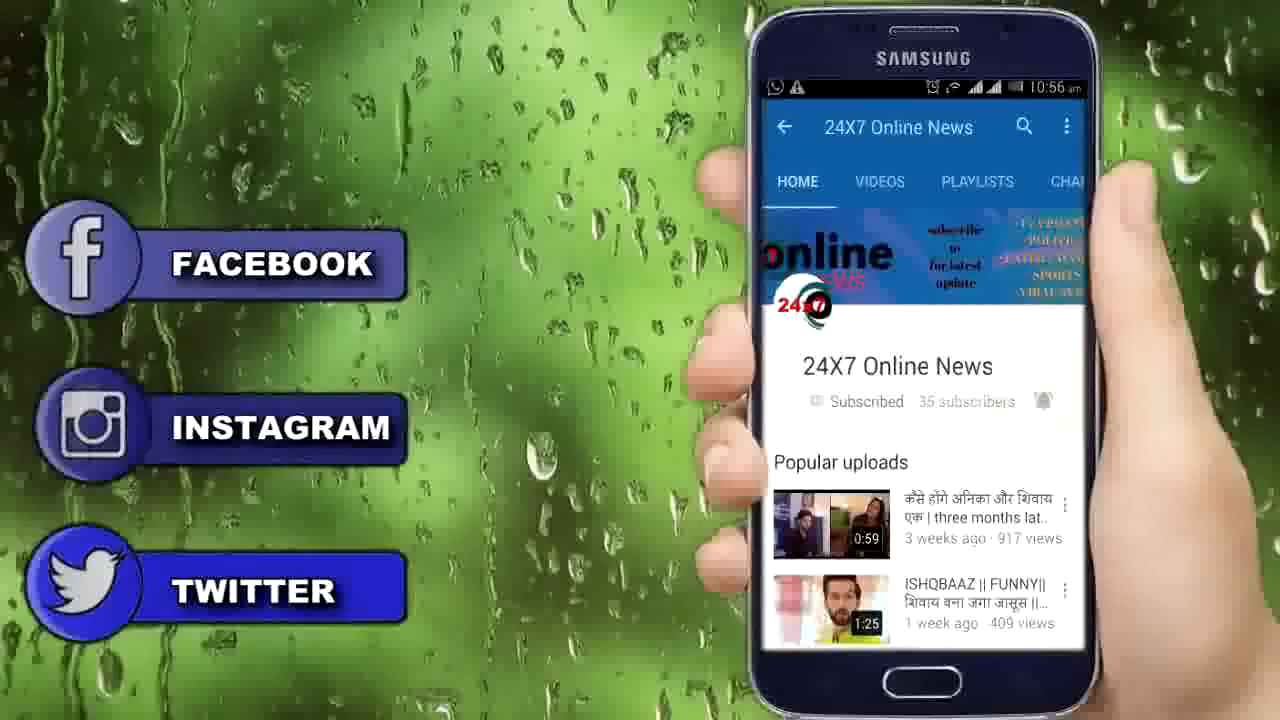 FACEBOOK
INSTAGRAM
TWITTER
SAMSUNG
10:56 am
24X7 Online News
HOME VIDEOS PLAYLISTS CHA
online
subscribe
to
for latest
update
SPORTS
24x7
24X7 Online News
Subscribed 35 subscribers
Popular uploads
कैसे होंगे अनिका और शिवाय
एक | three months lat..
3 weeks ago · 917 views
0:59
ISHQBAAZ || FUNNY||
शिवाय बना जगा जासूस ||...
1 week ago · 409 views
1:25